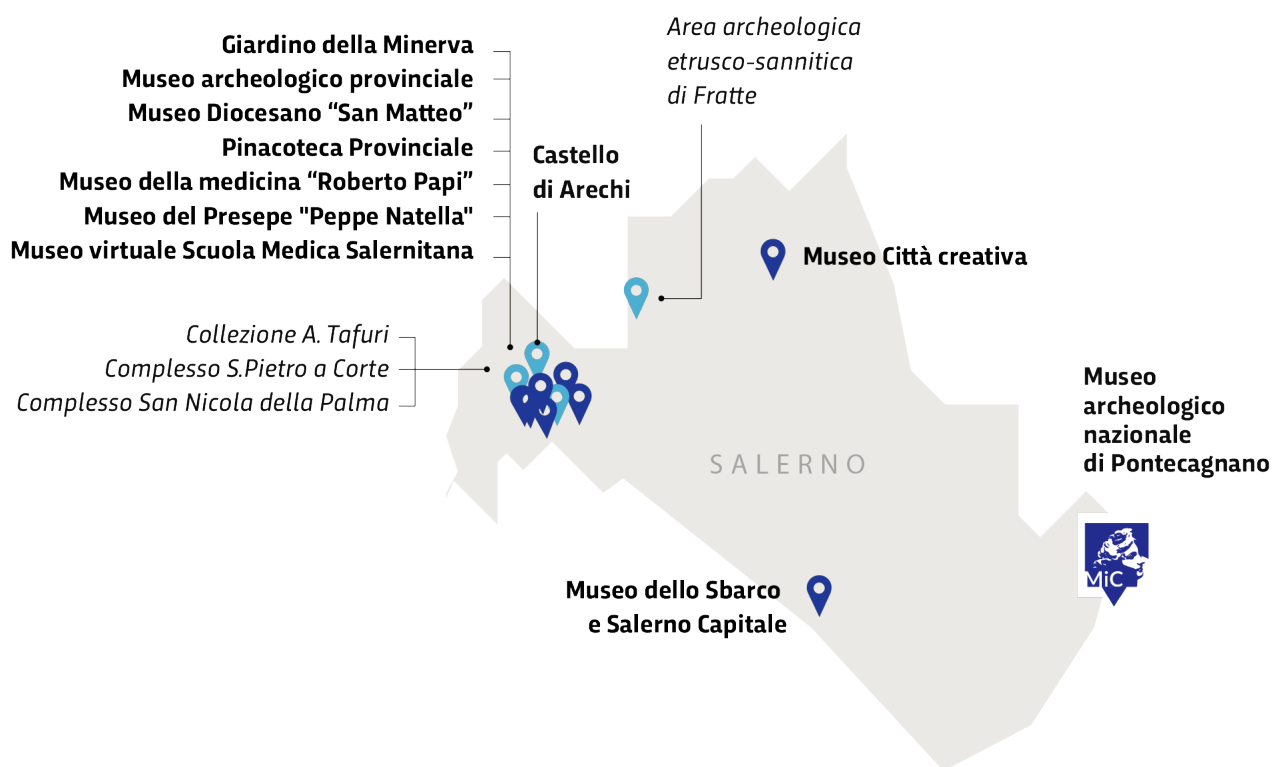 Giardino della Minerva
Museo archeologico provinciale
Museo Diocesano “San Matteo”
Pinacoteca Provinciale
Museo della medicina “Roberto Papi”
Museo del Presepe "Peppe Natella"
Museo virtuale Scuola Medica Salernitana
Collezione A. Tafuri
Complesso S.Pietro a Corte
Complesso San Nicola della Palma
Castello
di Arechi
Area archeologica
etrusco-sannitica
di Fratte
Museo Città creativa
SALERNO
Museo
archeologico
nazionale
di Pontecagnano
MiC
Museo dello Sbarco
e Salerno Capitale